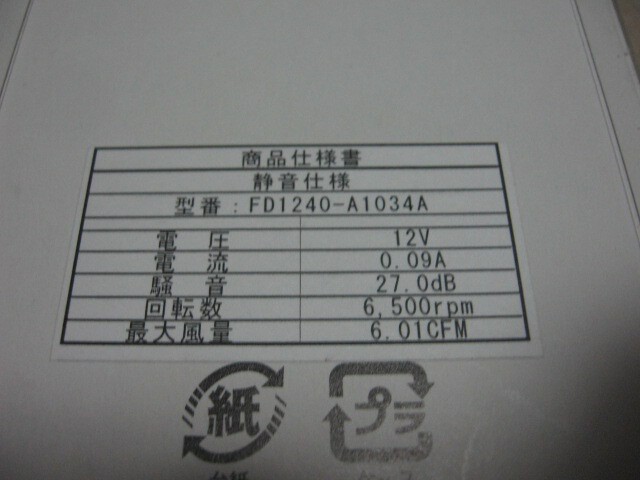 商品仕様書
静音仕様
型番：FD1240-A1034A
電 圧 12V
電 流 0.09A
騒 音 27.0dB
回転数 6,500rpm
最大風量 6.01CFM
紙 プラ